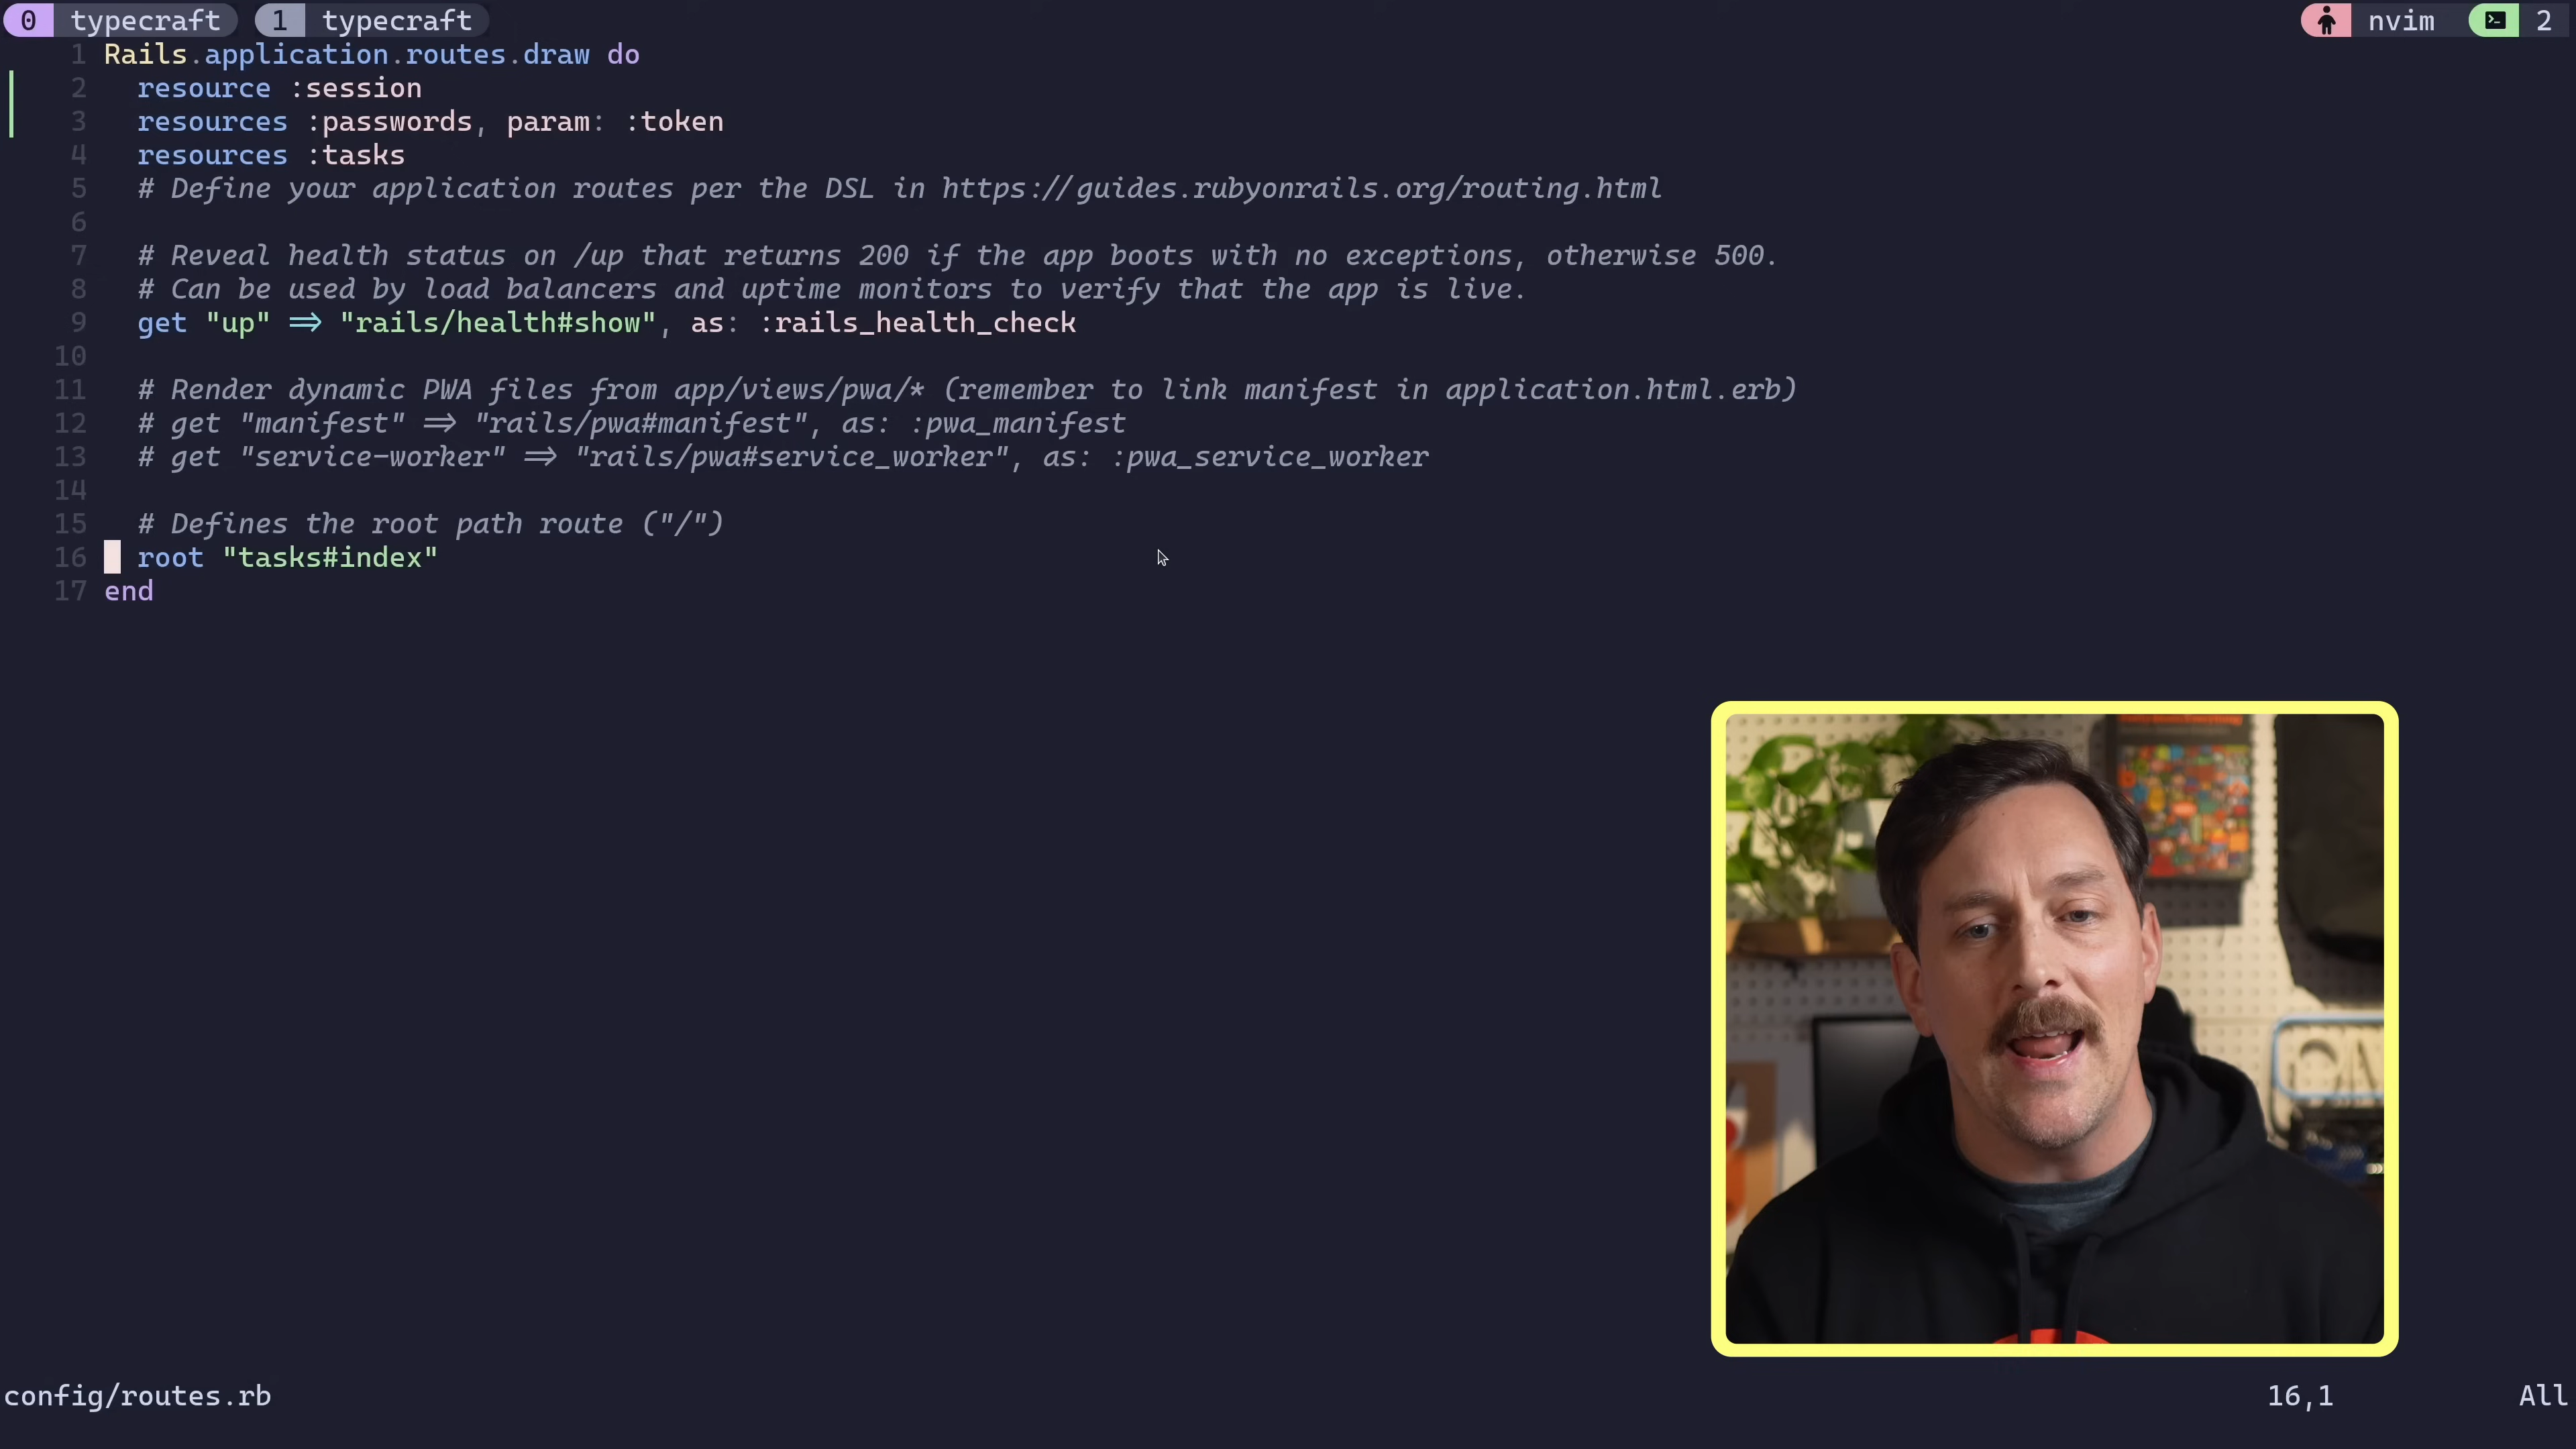 0 typecraft 1 typecraft nvim 2
1 Rails.application.routes.draw do
2 resource :session
3 resources :passwords, param: :token
4 resources :tasks
5 # Define your application routes per the DSL in https://guides.rubyonrails.org/routing.html
6
7 # Reveal health status on /up that returns 200 if the app boots with no exceptions, otherwise 500.
8 # Can be used by load balancers and uptime monitors to verify that the app is live.
9 get "up" => "rails/health#show", as: :rails_health_check
10
11 # Render dynamic PWA files from app/views/pwa/* (remember to link manifest in application.html.erb)
12 # get "manifest" => "rails/pwa#manifest", as: :pwa_manifest
13 # get "service-worker" => "rails/pwa#service_worker", as: :pwa_service_worker
14
15 # Defines the root path route ("/")
16 root "tasks#index"
17 end
config/routes.rb 16,1 All